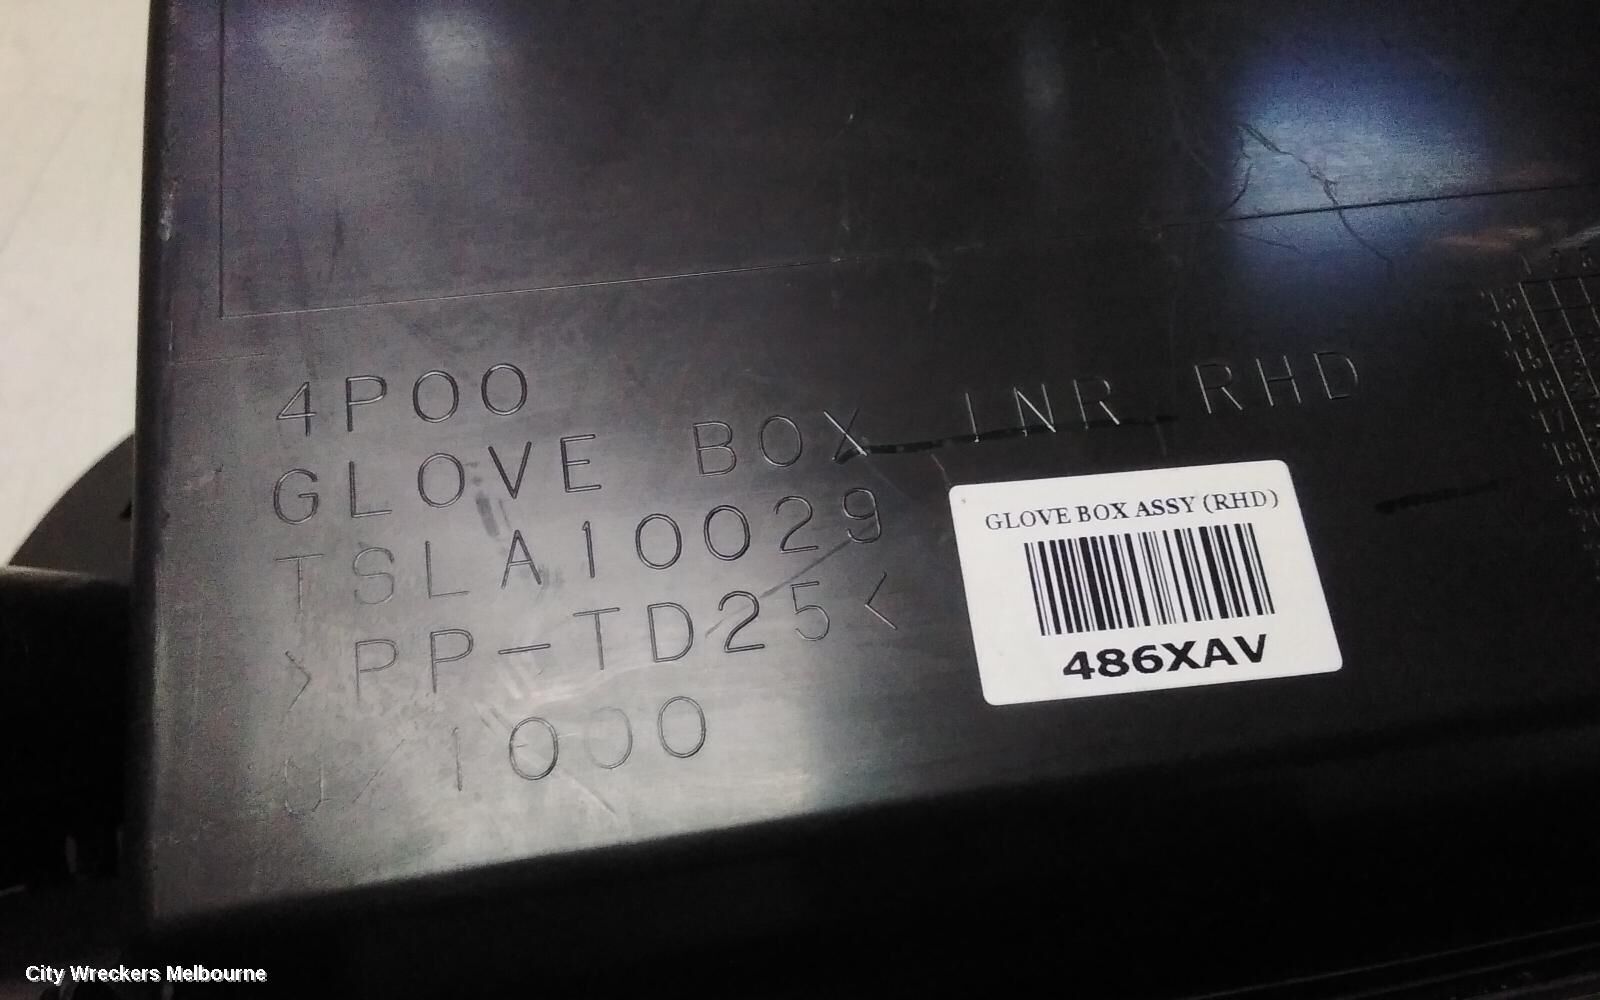 4P00
GLOVE BOX INR RHD
TSLA10029
>PP-TD25<
J/1000
GLOVE BOX ASSY (RHD)
486XAV
City Wreckers Melbourne